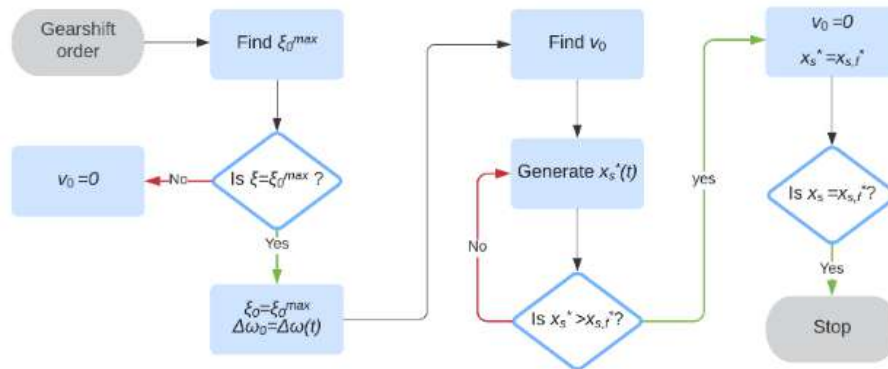 Gearshift
order
Find ξ₀ᵐᵃˣ
Is ξ=ξ₀ᵐᵃˣ ?
No
v₀ =0
Yes
ξ₀=ξ₀ᵐᵃˣ
Δω₀=Δω(t)
Find v₀
Generate xₛ*(t)
No
Is xₛ* >xₛ,f*?
yes
v₀ =0
xₛ* =xₛ,f*
Is xₛ =xₛ,f*?
Yes
Stop